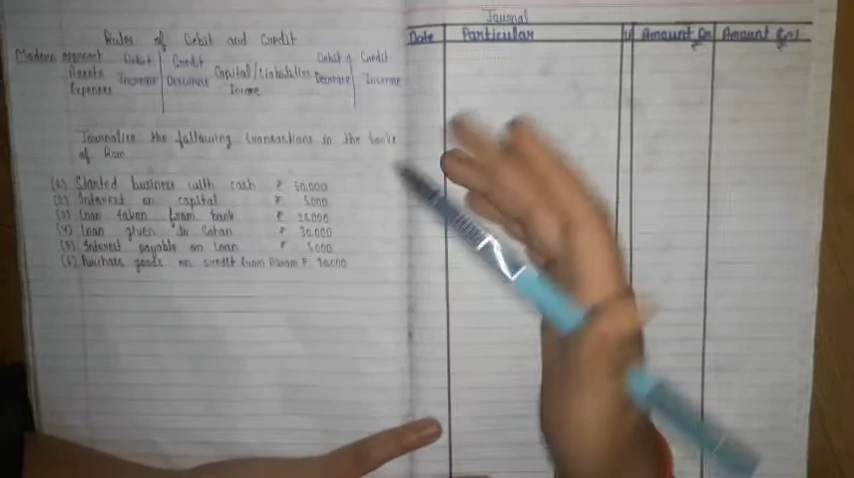 Rules of Debit and Credit
Modern approach Debit Credit Debit Credit
Assets Increase Decrease Capital/Liabilities Decrease Increase
Expenses Income
Journalise the following transactions in the books
of Ram
(1) Started business with cash ₹ 50,000
(2) Interest on capital ₹ 5,000
(3) Loan taken from bank ₹ 25,000
(4) Loan given to Sohan ₹ 30,000
(5) Interest payable on Loan ₹ 5,000
(6) Purchase goods on credit from ₹
Journal
Date Particular Amount Dr Amount Cr